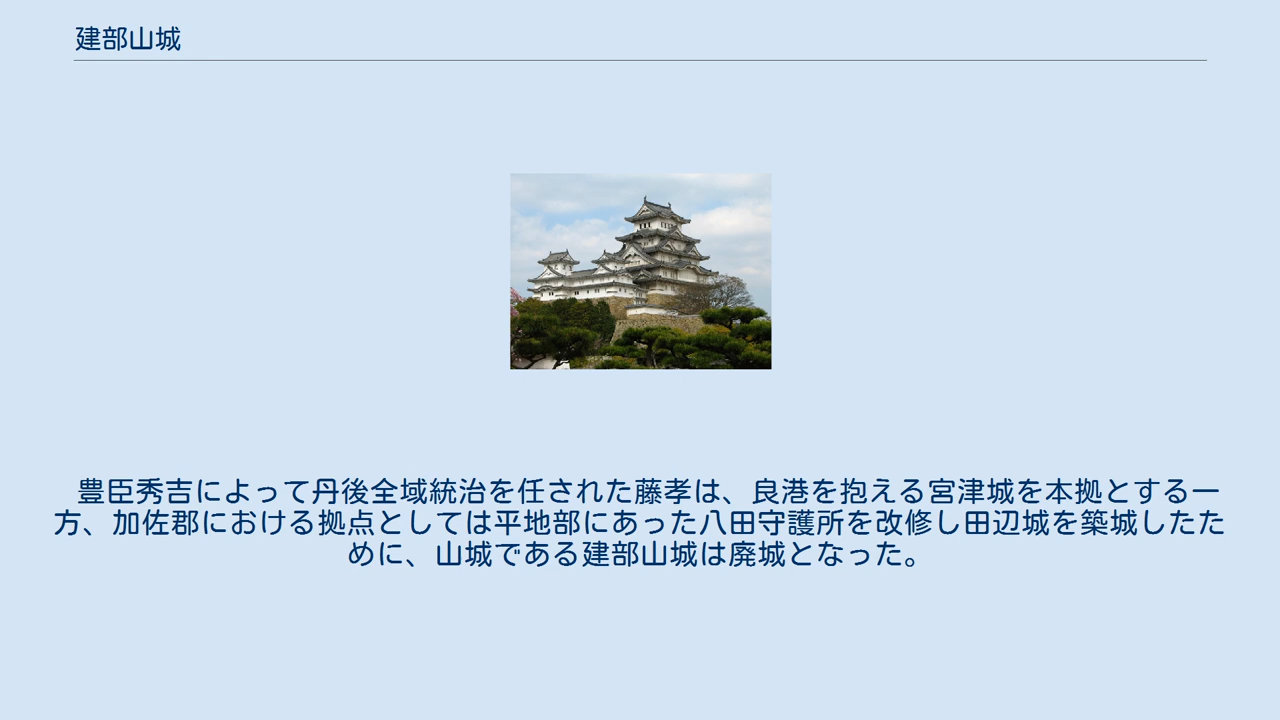 建部山城
豊臣秀吉によって丹後全域統治を任された藤孝は、良港を抱える宮津城を本拠とする一
方、加佐郡における拠点としては平地部にあった八田守護所を改修し田辺城を築城したた
めに、山城である建部山城は廃城となった。